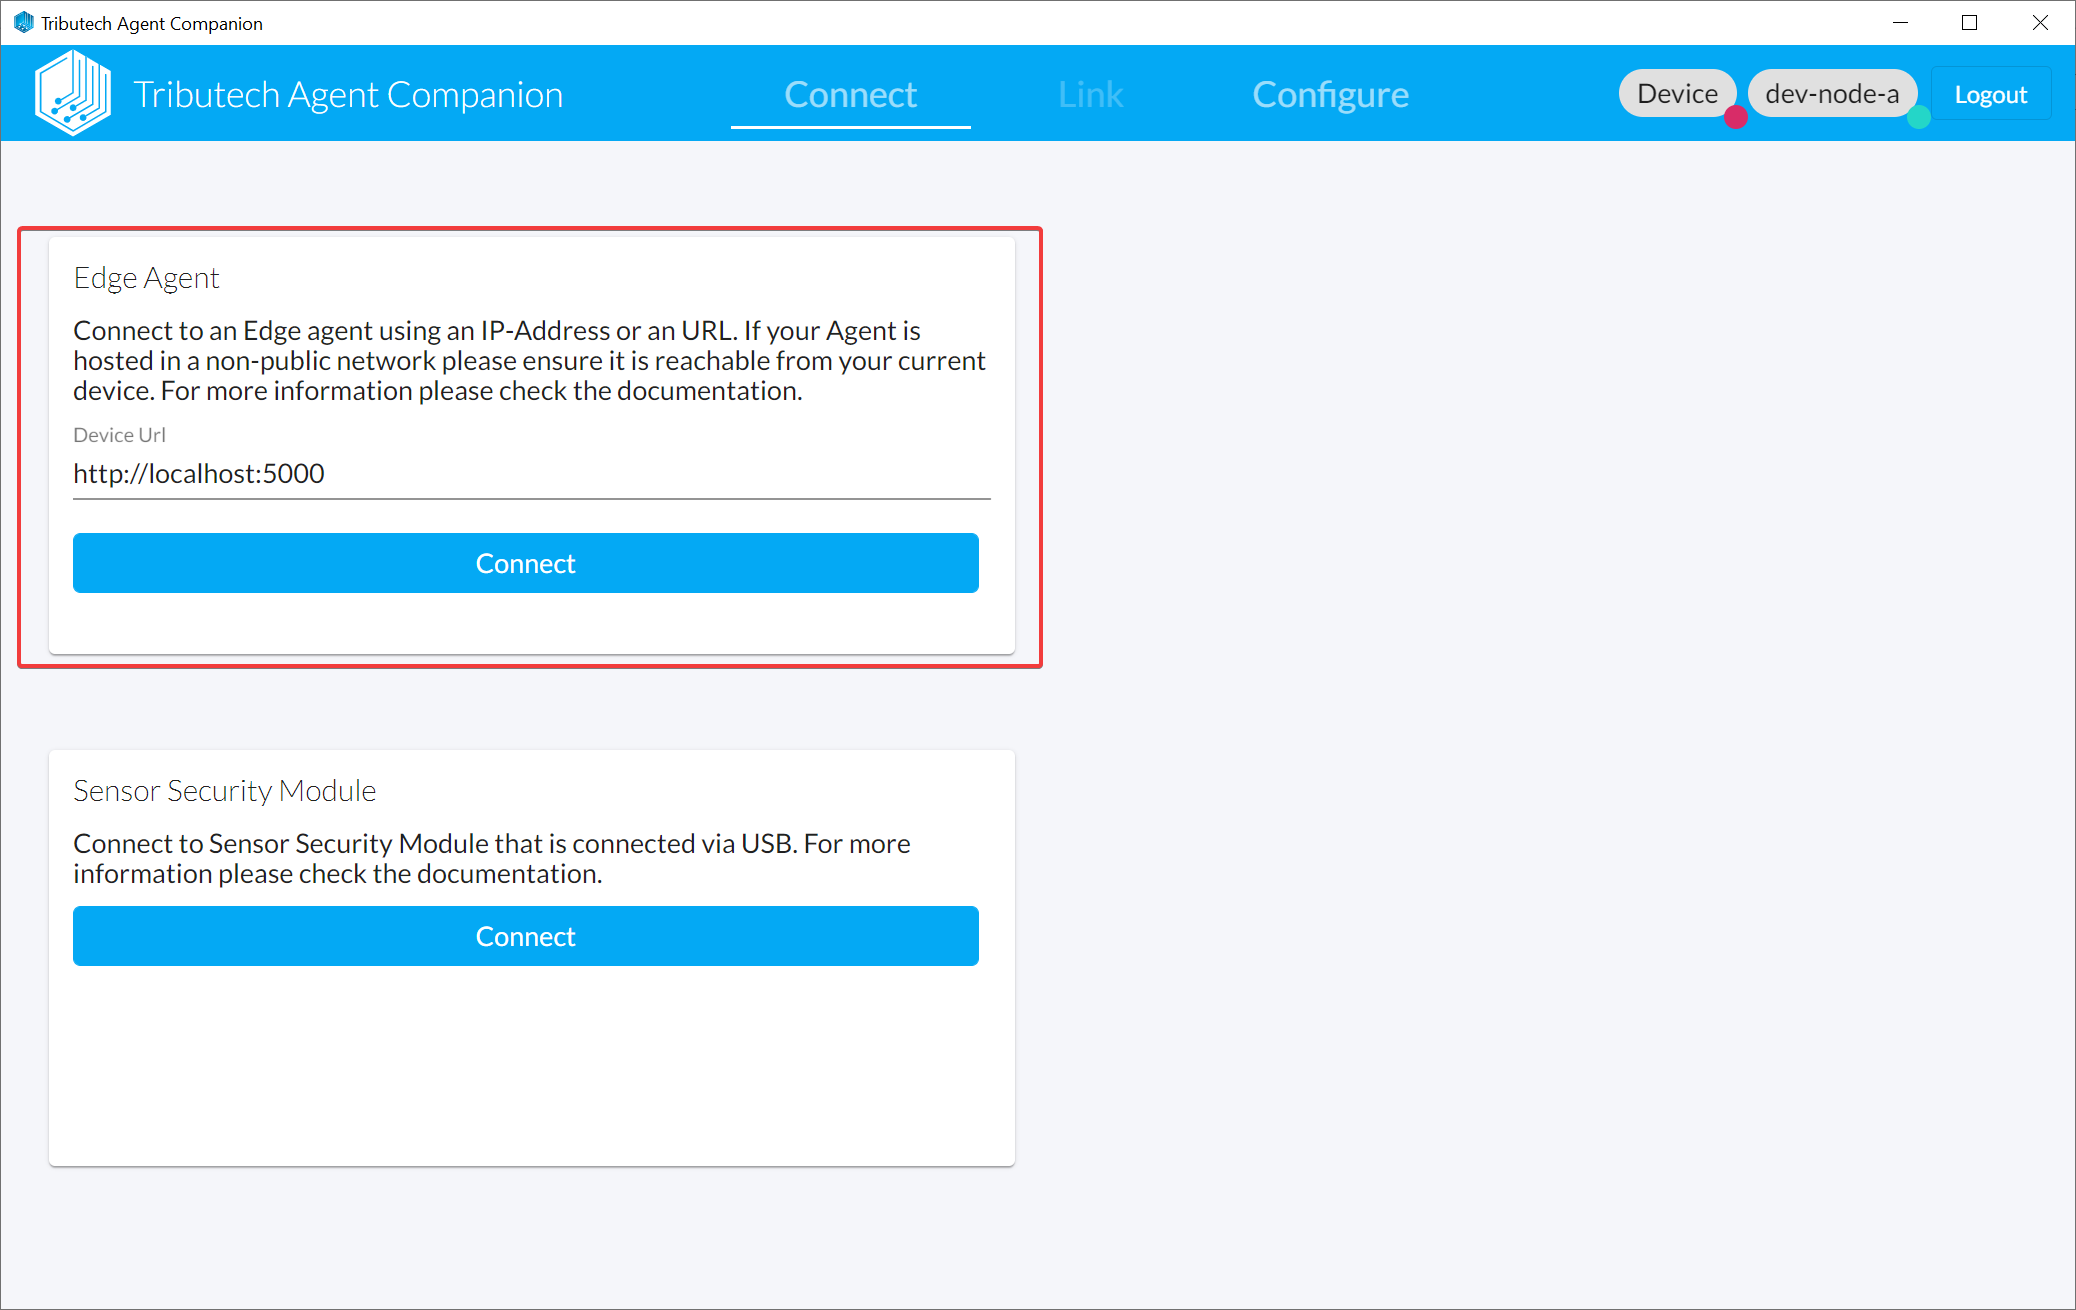 Tributech Agent Companion
Tributech Agent Companion
Connect
Link
Configure
Device
dev-node-a
Logout
Edge Agent
Connect to an Edge agent using an IP-Address or an URL. If your Agent is
hosted in a non-public network please ensure it is reachable from your current
device. For more information please check the documentation.
Device Url
http://localhost:5000
Connect
Sensor Security Module
Connect to Sensor Security Module that is connected via USB. For more
information please check the documentation.
Connect